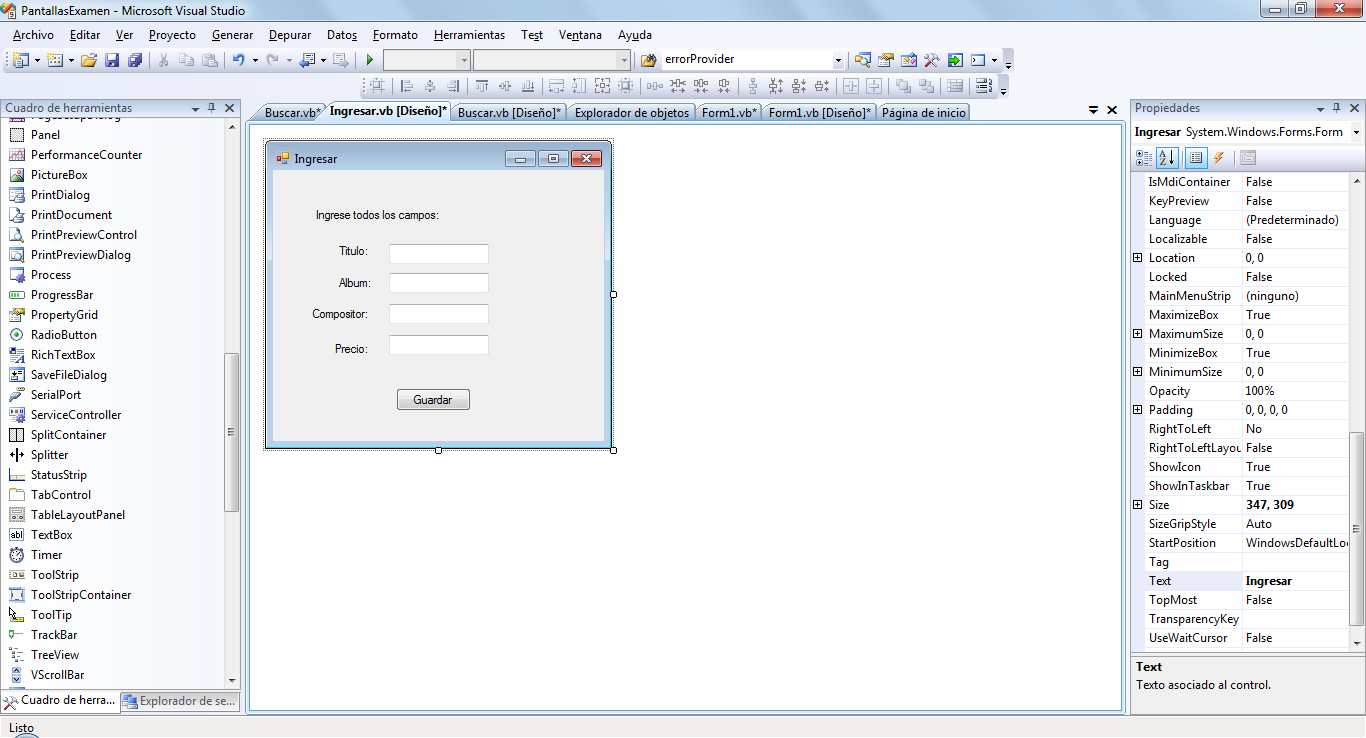 PantallasExamen - Microsoft Visual Studio
Archivo Editar Ver Proyecto Generar Depurar Datos Formato Herramientas Test Ventana Ayuda
errorProvider
Cuadro de herramientas
Panel
PerformanceCounter
PictureBox
PrintDialog
PrintDocument
PrintPreviewControl
PrintPreviewDialog
Process
ProgressBar
PropertyGrid
RadioButton
RichTextBox
SaveFileDialog
SerialPort
ServiceController
SplitContainer
Splitter
StatusStrip
TabControl
TableLayoutPanel
TextBox
Timer
ToolStrip
ToolStripContainer
ToolTip
TrackBar
TreeView
VScrollBar
Cuadro de herra... Explorador de se...
Buscar.vb* Ingresar.vb [Diseño]* Buscar.vb [Diseño]* Explorador de objetos Form1.vb* Form1.vb [Diseño]* Página de inicio
Ingresar
Ingrese todos los campos:
Titulo:
Album:
Compositor:
Precio:
Guardar
Propiedades
Ingresar System.Windows.Forms.Form
IsMdiContainer False
KeyPreview False
Language (Predeterminado)
Localizable False
Location 0, 0
Locked False
MainMenuStrip (ninguno)
MaximizeBox True
MaximumSize 0, 0
MinimizeBox True
MinimumSize 0, 0
Opacity 100%
Padding 0, 0, 0, 0
RightToLeft No
RightToLeftLayou False
ShowIcon True
ShowInTaskbar True
Size 347, 309
SizeGripStyle Auto
StartPosition WindowsDefaultLo
Tag
Text Ingresar
TopMost False
TransparencyKey
UseWaitCursor False
Text
Texto asociado al control.
Listo